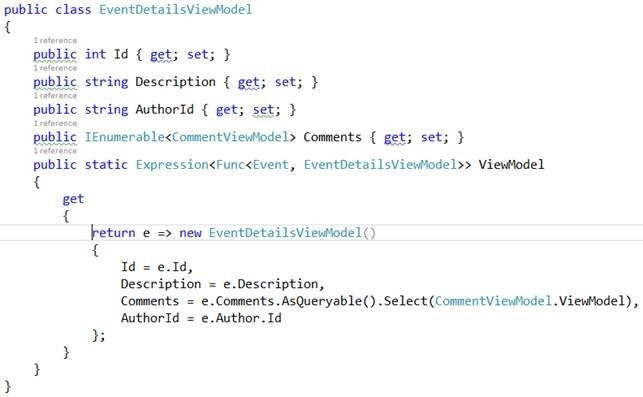 public class EventDetailsViewModel
{
1 reference
public int Id { get; set; }
1 reference
public string Description { get; set; }
1 reference
public string AuthorId { get; set; }
1 reference
public IEnumerable<CommentViewModel> Comments { get; set; }
1 reference
public static Expression<Func<Event, EventDetailsViewModel>> ViewModel
{
get
{
return e => new EventDetailsViewModel()
{
Id = e.Id,
Description = e.Description,
Comments = e.Comments.AsQueryable().Select(CommentViewModel.ViewModel),
AuthorId = e.Author.Id
};
}
}
}